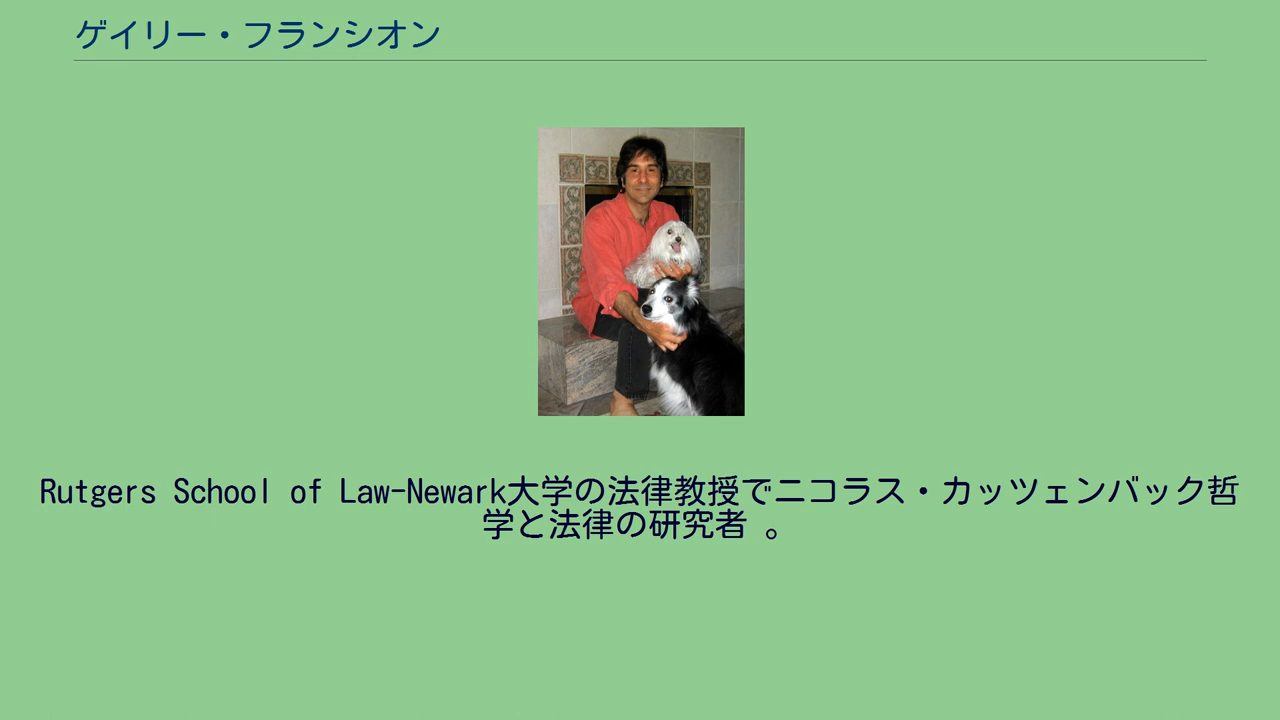 ゲイリー・フランシオン
Rutgers School of Law-Newark大学の法律教授でニコラス・カッツェンバック哲
学と法律の研究者 。